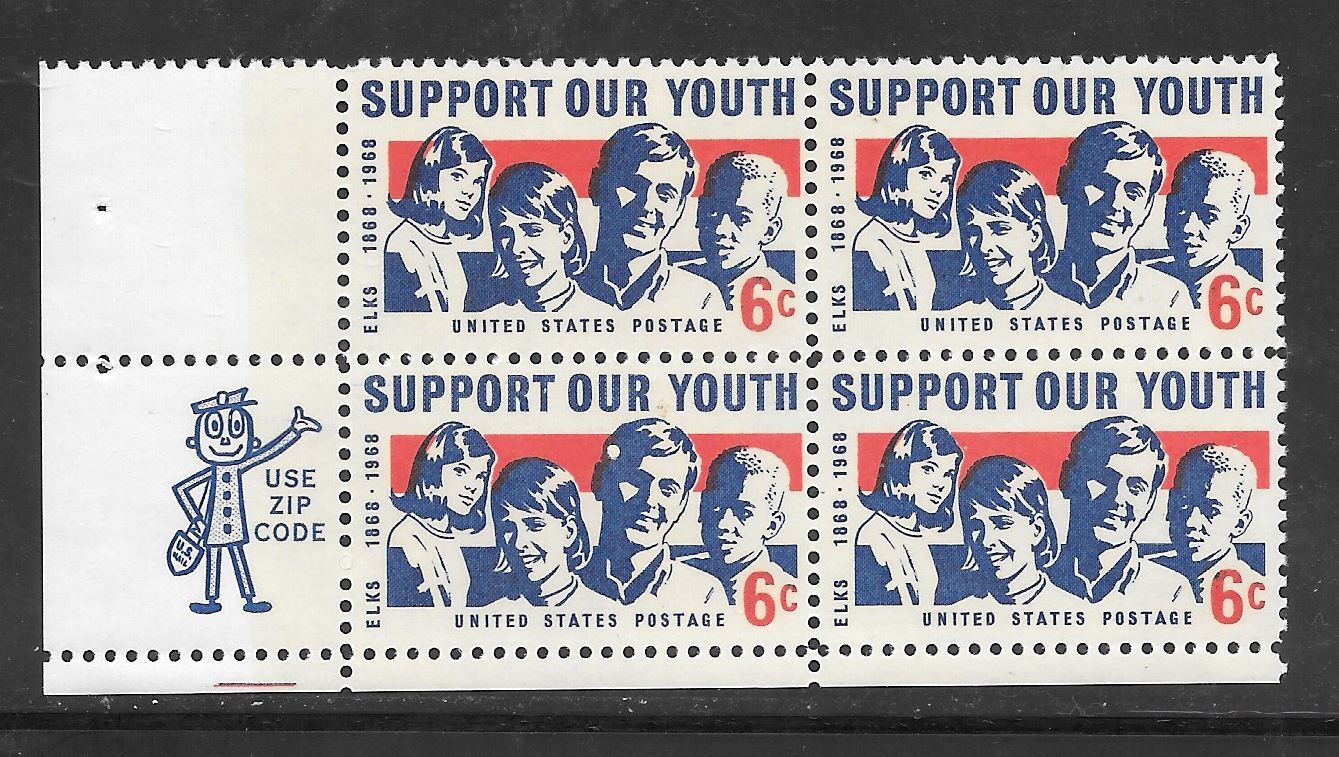 SUPPORT OUR YOUTH
ELKS 1868 · 1968
UNITED STATES POSTAGE
6c
SUPPORT OUR YOUTH
ELKS 1868 · 1968
UNITED STATES POSTAGE
6c
USE
ZIP
CODE
U.S.
SUPPORT OUR YOUTH
ELKS 1868 · 1968
UNITED STATES POSTAGE
6c
SUPPORT OUR YOUTH
ELKS 1868 · 1968
UNITED STATES POSTAGE
6c